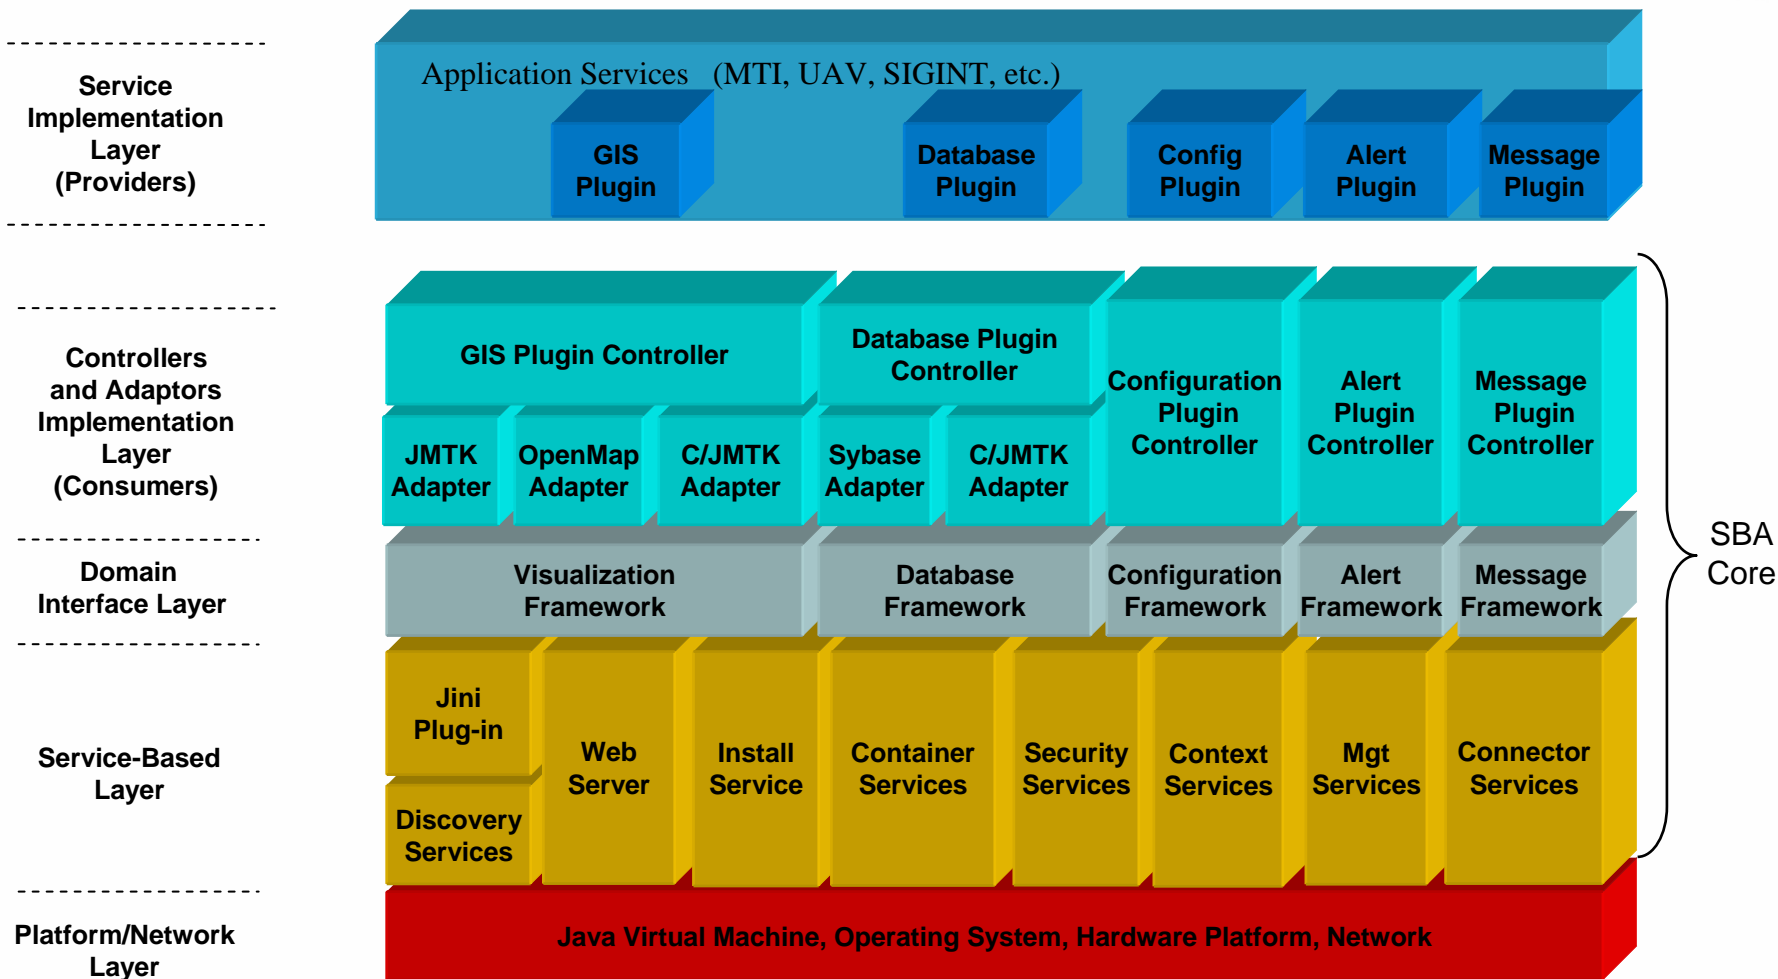 Service
Implementation
Layer
(Providers)
Application Services (MTI, UAV, SIGINT, etc.)
GIS
Plugin
Database
Plugin
Config
Plugin
Alert
Plugin
Message
Plugin
Controllers
and Adaptors
Implementation
Layer
(Consumers)
GIS Plugin Controller
Database Plugin
Controller
Configuration
Plugin
Controller
Alert
Plugin
Controller
Message
Plugin
Controller
JMTK
Adapter
OpenMap
Adapter
C/JMTK
Adapter
Sybase
Adapter
C/JMTK
Adapter
SBA
Core
Domain
Interface Layer
Visualization
Framework
Database
Framework
Configuration
Framework
Alert
Framework
Message
Framework
Service-Based
Layer
Jini
Plug-in
Discovery
Services
Web
Server
Install
Service
Container
Services
Security
Services
Context
Services
Mgt
Services
Connector
Services
Platform/Network
Layer
Java Virtual Machine, Operating System, Hardware Platform, Network